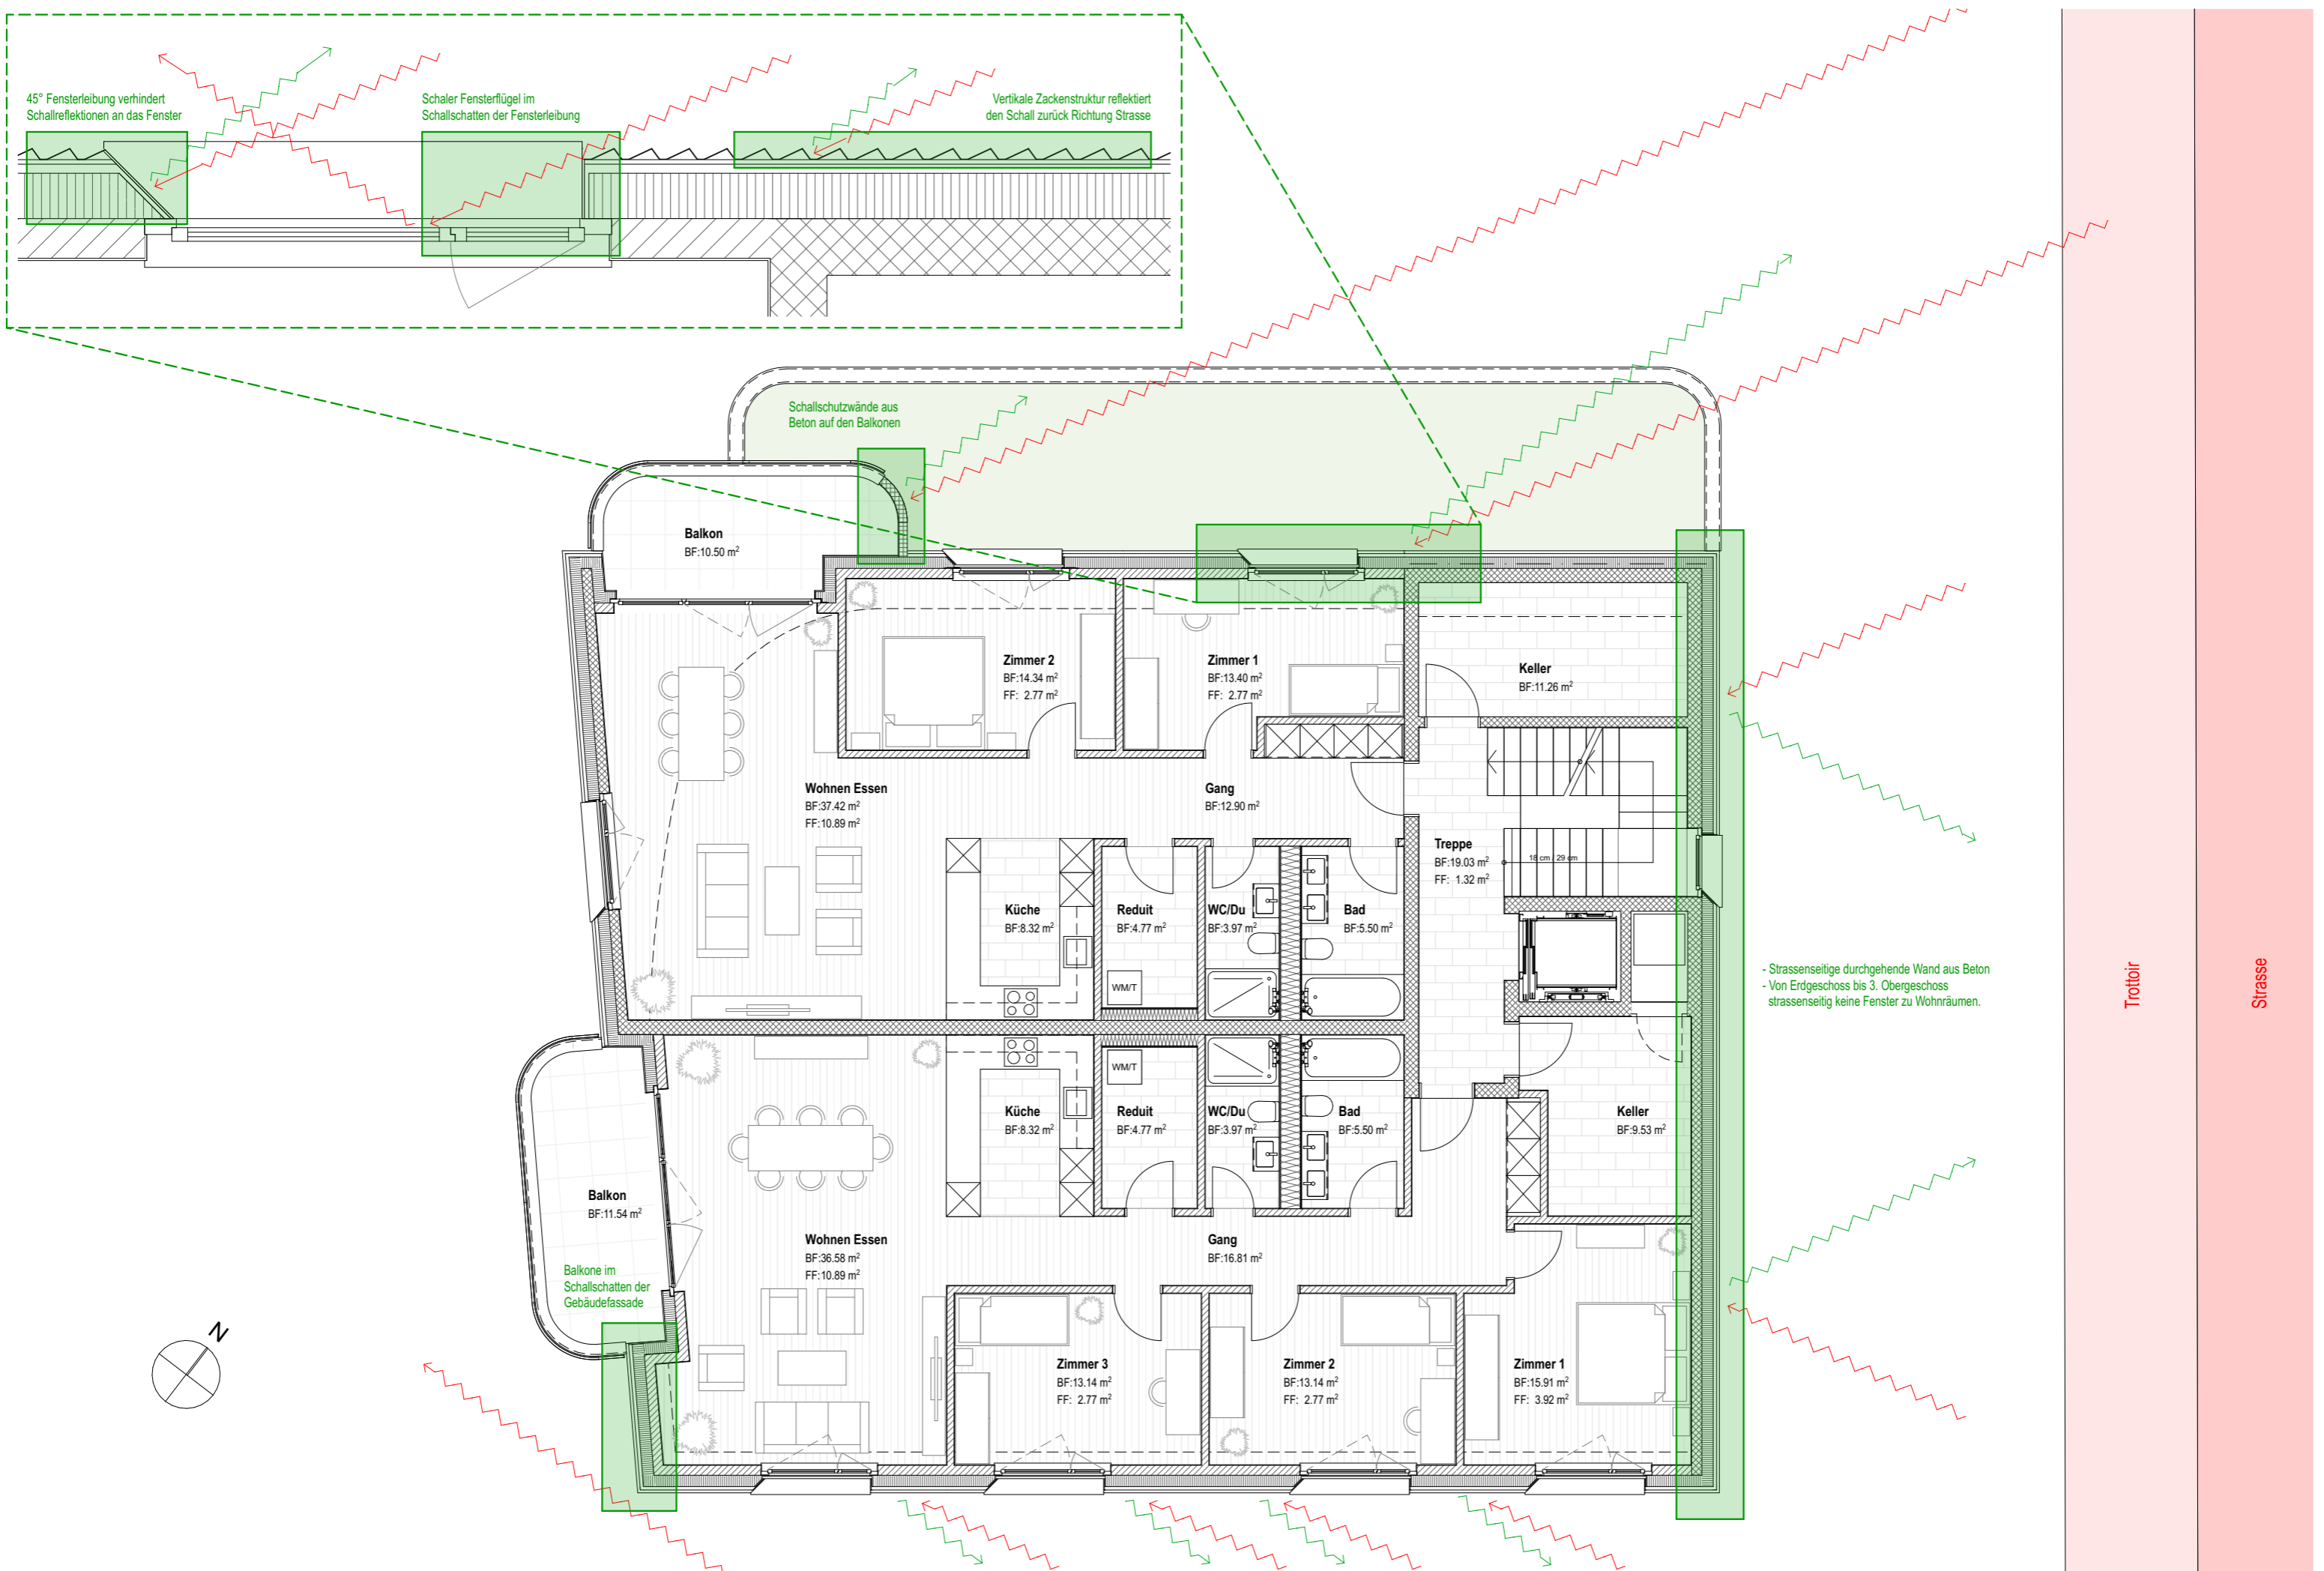 45° Fensterleibung verhindert
Schallreflektionen an das Fenster
Schaler Fensterflügel im
Schallschatten der Fensterleibung
Vertikale Zackenstruktur reflektiert
den Schall zurück Richtung Strasse
Schallschutzwände aus
Beton auf den Balkonen
Balkon
BF:10.50 m²
Zimmer 2
BF:14.34 m²
FF: 2.77 m²
Zimmer 1
BF:13.40 m²
FF: 2.77 m²
Keller
BF:11.26 m²
Wohnen Essen
BF:37.42 m²
FF:10.89 m²
Gang
BF:12.90 m²
Treppe
BF:19.03 m²
FF: 1.32 m²
18 cm / 29 cm
Küche
BF:8.32 m²
Reduit
BF:4.77 m²
WC/Du
BF:3.97 m²
Bad
BF:5.50 m²
WM/T
- Strassenseitige durchgehende Wand aus Beton
- Von Erdgeschoss bis 3. Obergeschoss
strassenseitig keine Fenster zu Wohnräumen.
Trottoir
Strasse
WM/T
Küche
BF:8.32 m²
Reduit
BF:4.77 m²
WC/Du
BF:3.97 m²
Bad
BF:5.50 m²
Keller
BF:9.53 m²
Balkon
BF:11.54 m²
Wohnen Essen
BF:36.58 m²
FF:10.89 m²
Gang
BF:16.81 m²
Balkone im
Schallschatten der
Gebäudefassade
N
Zimmer 3
BF:13.14 m²
FF: 2.77 m²
Zimmer 2
BF:13.14 m²
FF: 2.77 m²
Zimmer 1
BF:15.91 m²
FF: 3.92 m²